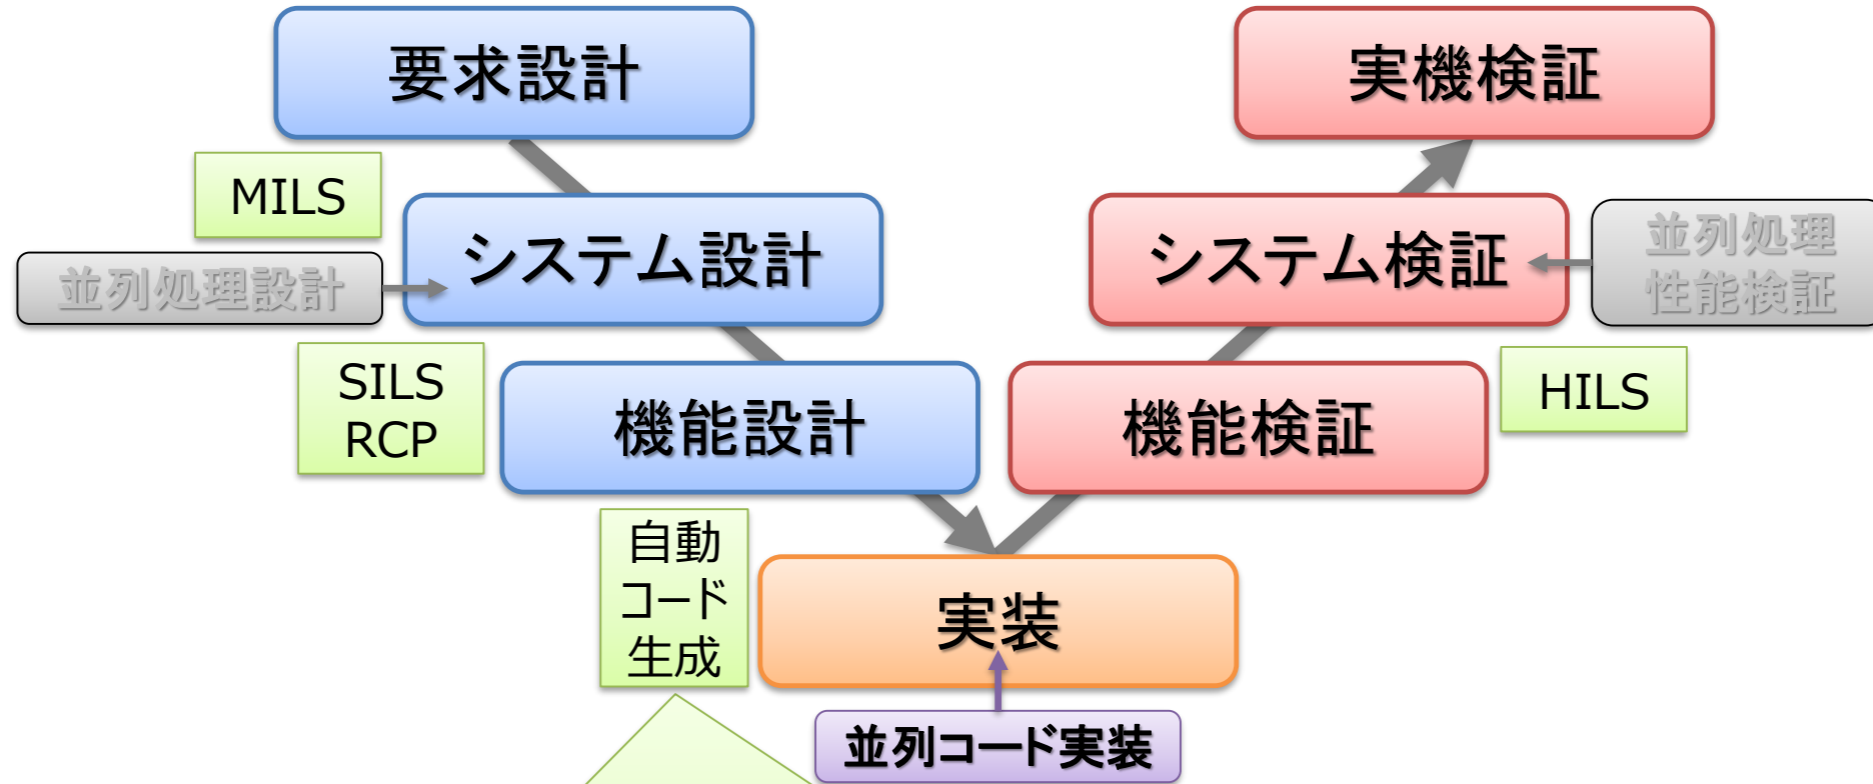 要求設計
実機検証
MILS
システム設計
システム検証
並列処理
性能検証
並列処理設計
SILS
RCP
機能設計
機能検証
HILS
自動
コード
生成
実装
並列コード実装